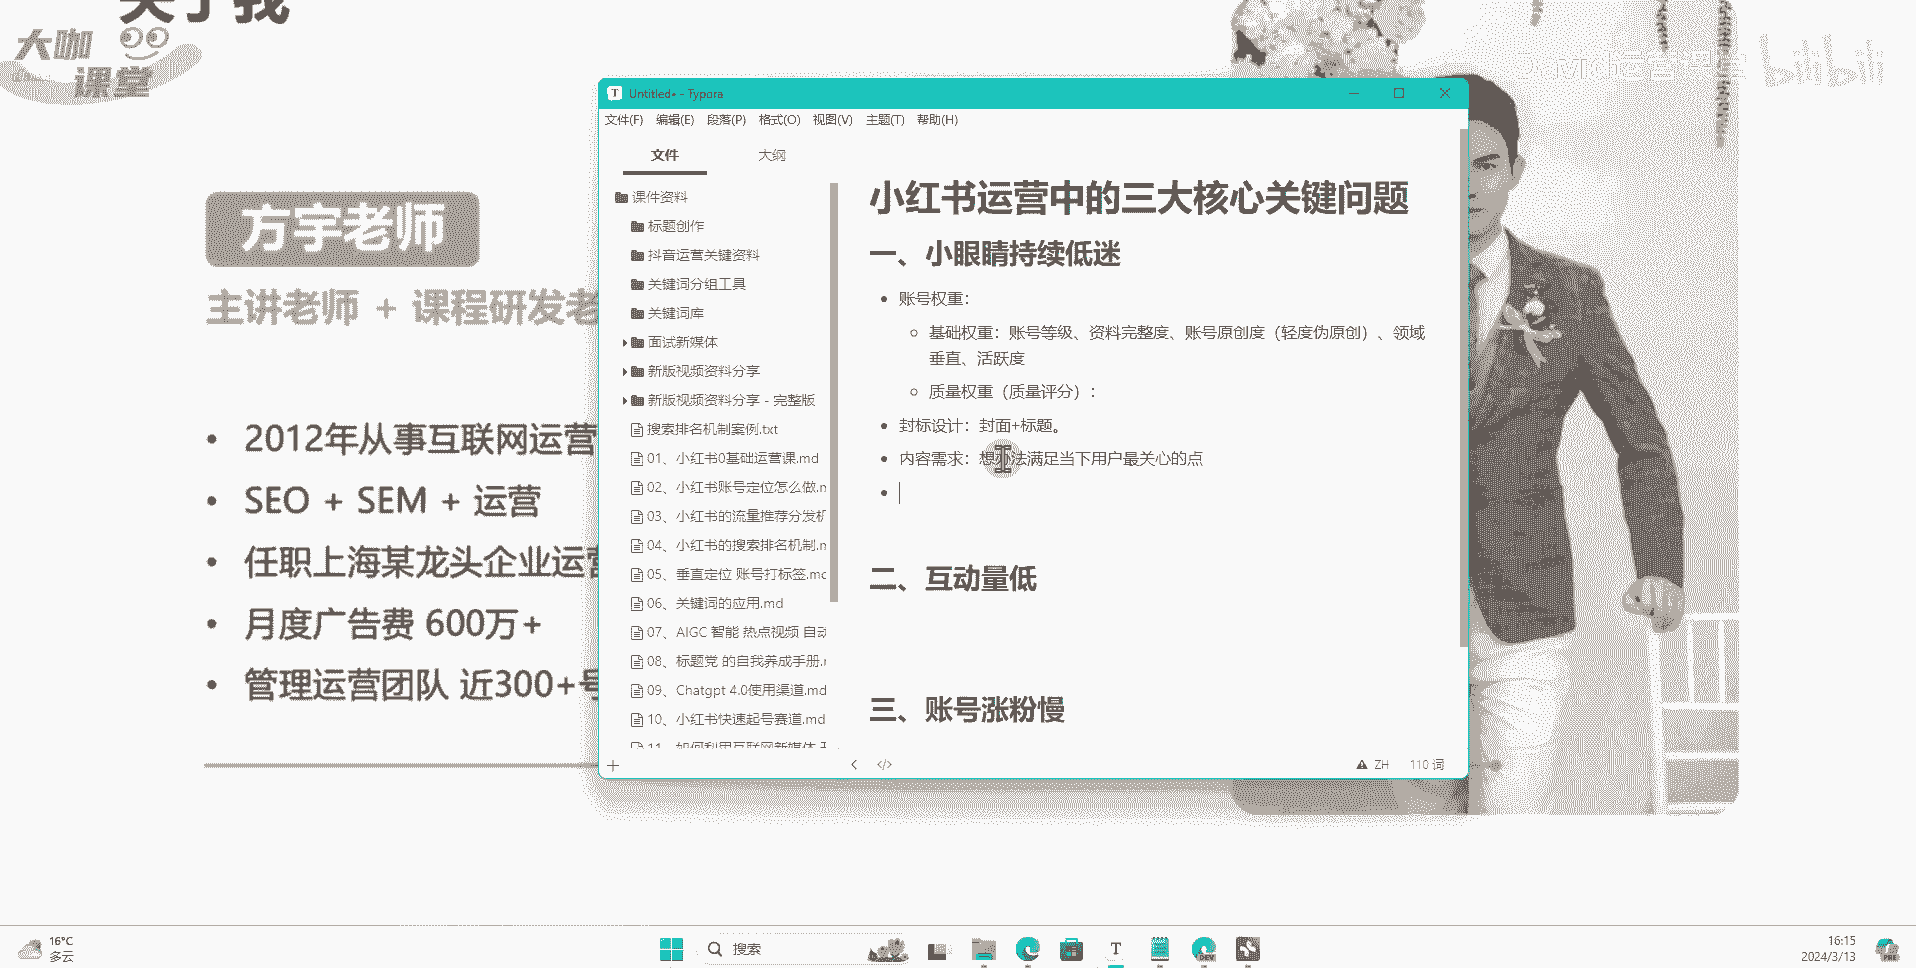 关于我
大咖
课堂
bilibili
方宇老师
主讲老师 + 课程研发老
2012年从事互联网运营
SEO + SEM + 运营
任职上海某龙头企业运营
月度广告费 600万+
管理运营团队 近300+号
Untitled• - Typora
文件(F) 编辑(E) 段落(P) 格式(O) 视图(V) 主题(T) 帮助(H)
文件 大纲
课件资料
标题创作
抖音运营关键资料
关键词分组工具
关键词库
面试新媒体
新版视频资料分享
新版视频资料分享 - 完整版
搜索排名机制案例.txt
01、小红书0基础运营课.md
02、小红书账号定位怎么做.m
03、小红书的流量推荐分发机
04、小红书的搜索排名机制.m
05、垂直定位 账号打标签.md
06、关键词的应用.md
07、AIGC 智能 热点视频 自动
08、标题党 的自我养成手册.m
09、Chatgpt 4.0使用渠道.md
10、小红书快速起号赛道.md
11、如何利用互联网新媒体
小红书运营中的三大核心关键问题
一、小眼睛持续低迷
账号权重：
基础权重：账号等级、资料完整度、账号原创度（轻度伪原创）、领域
垂直、活跃度
质量权重（质量评分）：
封标设计：封面+标题。
内容需求：想办法满足当下用户最关心的点
二、互动量低
三、账号涨粉慢
ZH 110 词
16°C
多云
搜索
16:15
2024/3/13